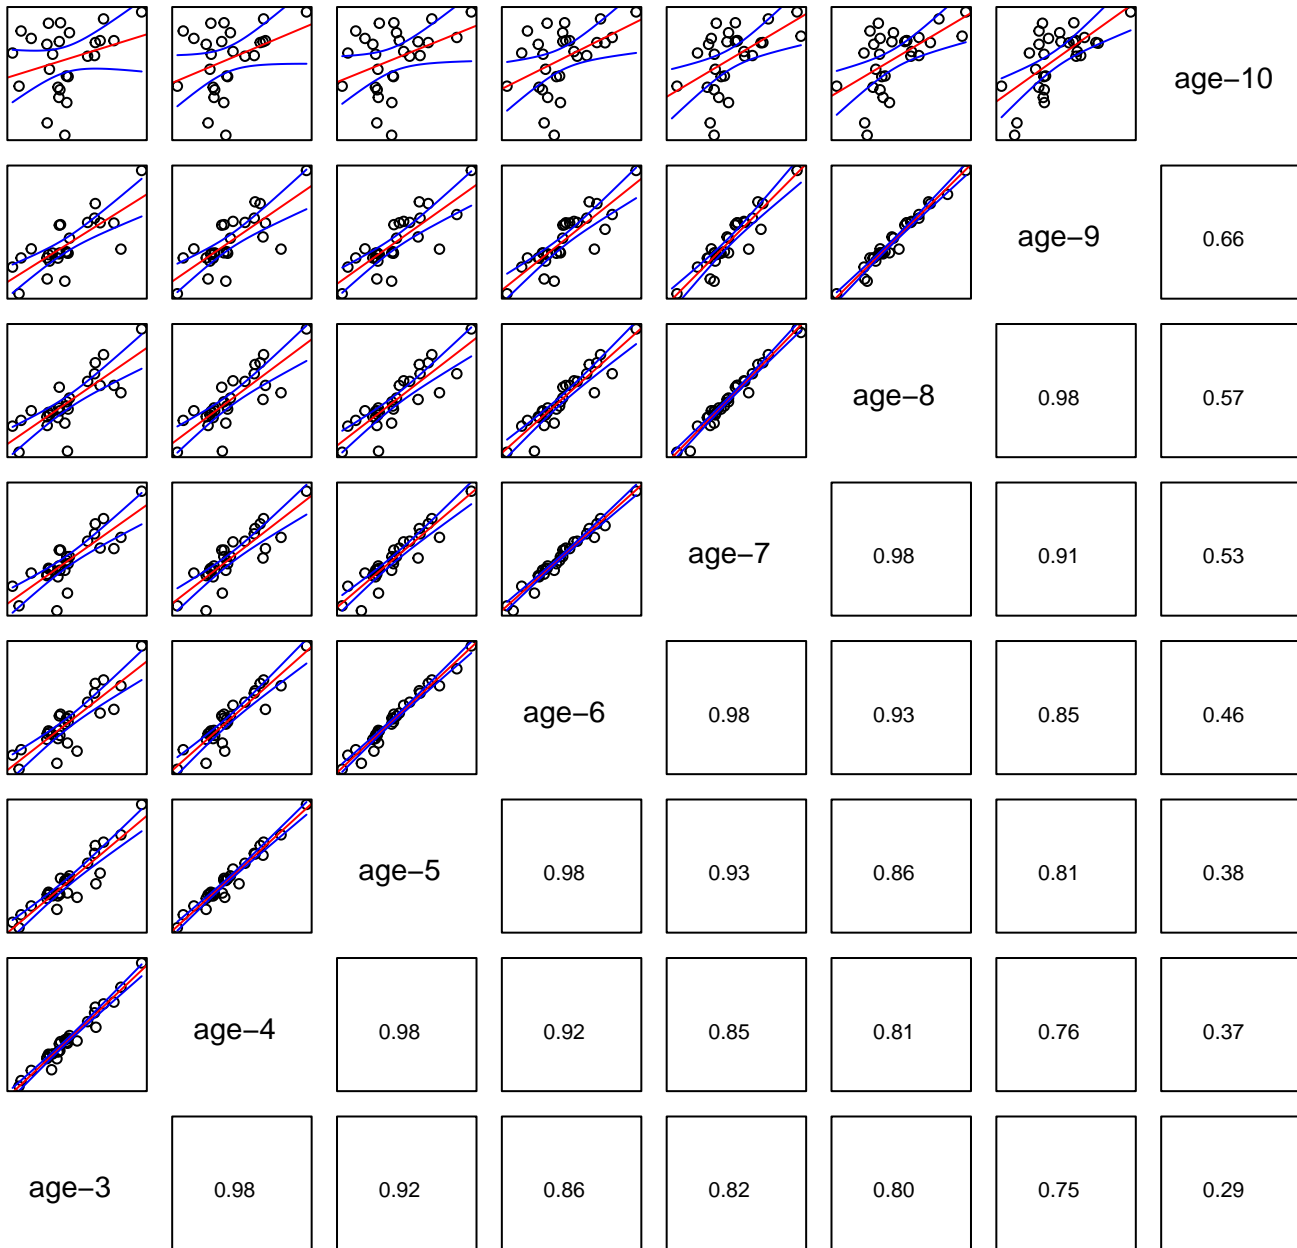 age−10
age−9 0.66
age−8 0.98 0.57
age−7 0.98 0.91 0.53
age−6 0.98 0.93 0.85 0.46
age−5 0.98 0.93 0.86 0.81 0.38
age−4 0.98 0.92 0.85 0.81 0.76 0.37
age−3 0.98 0.92 0.86 0.82 0.80 0.75 0.29